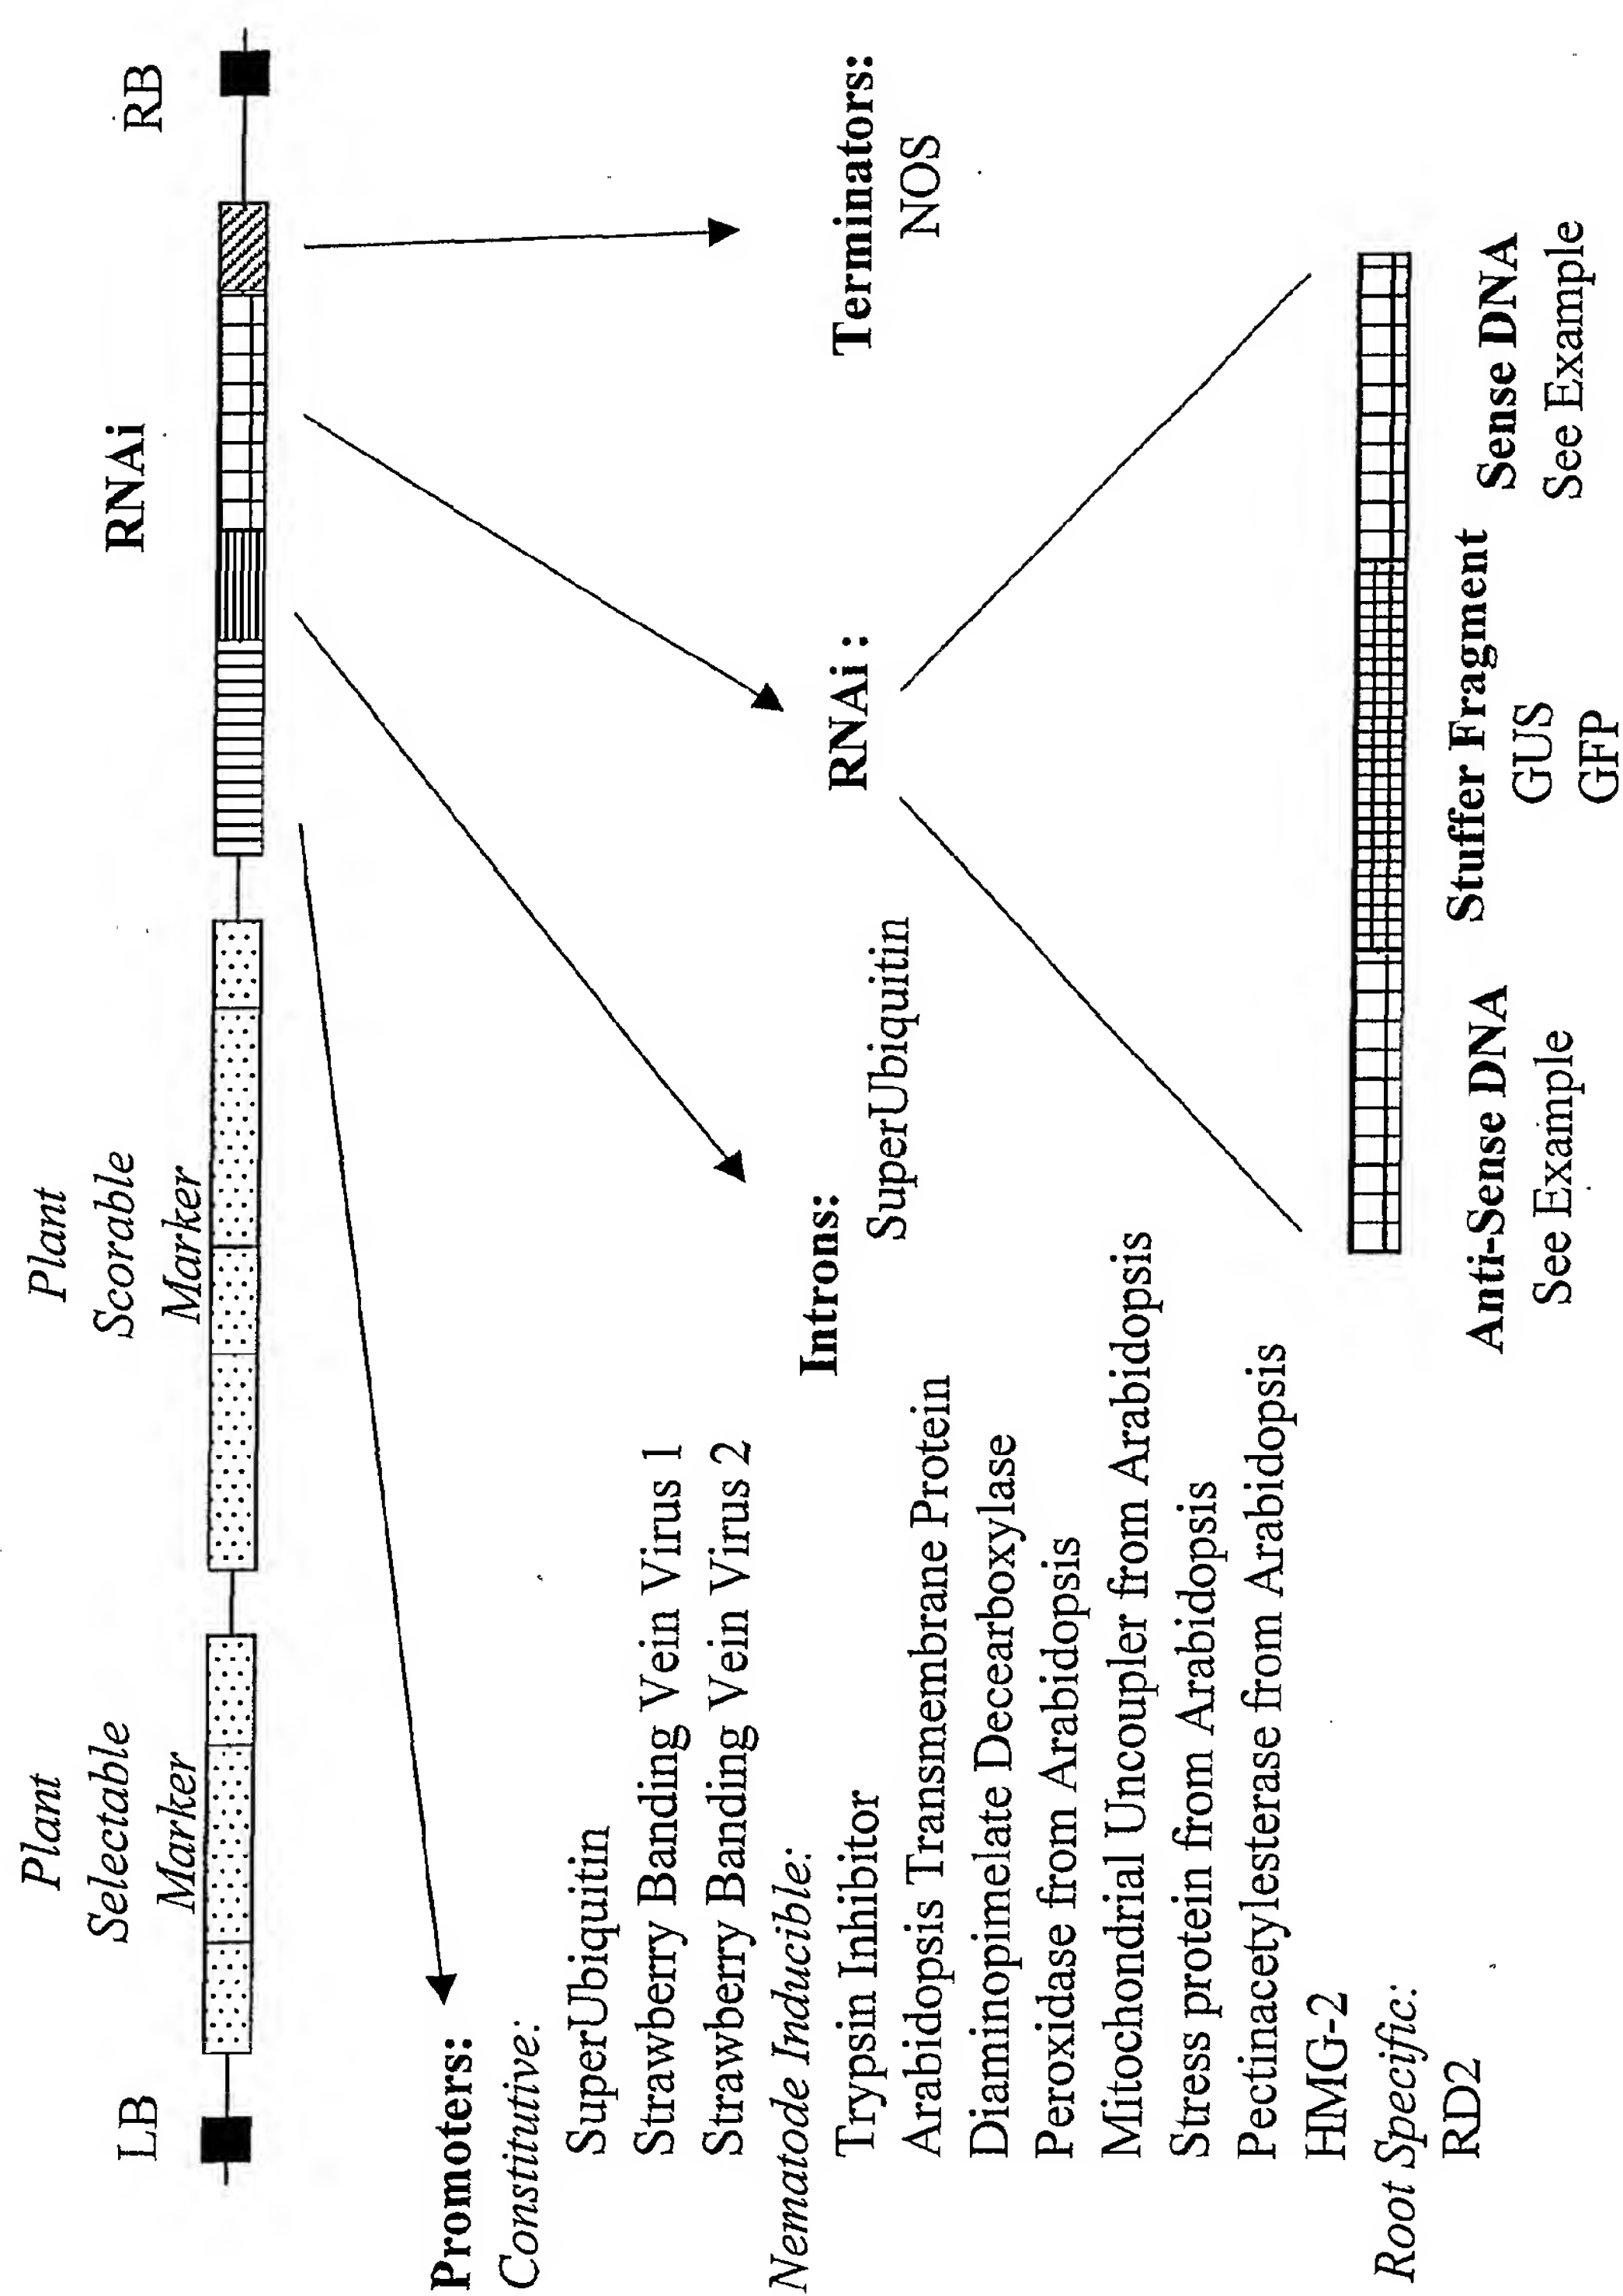 LB
Plant
Selectable
Marker
Plant
Scorable
Marker
RNAi
RB
Promoters:
Constitutive:
SuperUbiquitin
Strawberry Banding Vein Virus 1
Strawberry Banding Vein Virus 2
Nematode Inducible:
Trypsin Inhibitor
Arabidopsis Transmembrane Protein
Diaminopimelate Decearboxylase
Peroxidase from Arabidopsis
Mitochondrial Uncoupler from Arabidopsis
Stress protein from Arabidopsis
Pectinacetylesterase from Arabidopsis
HMG-2
Root Specific:
RD2
Introns:
SuperUbiquitin
RNAi :
Terminators:
NOS
Anti-Sense DNA
See Example
Stuffer Fragment
GUS
GFP
Sense DNA
See Example